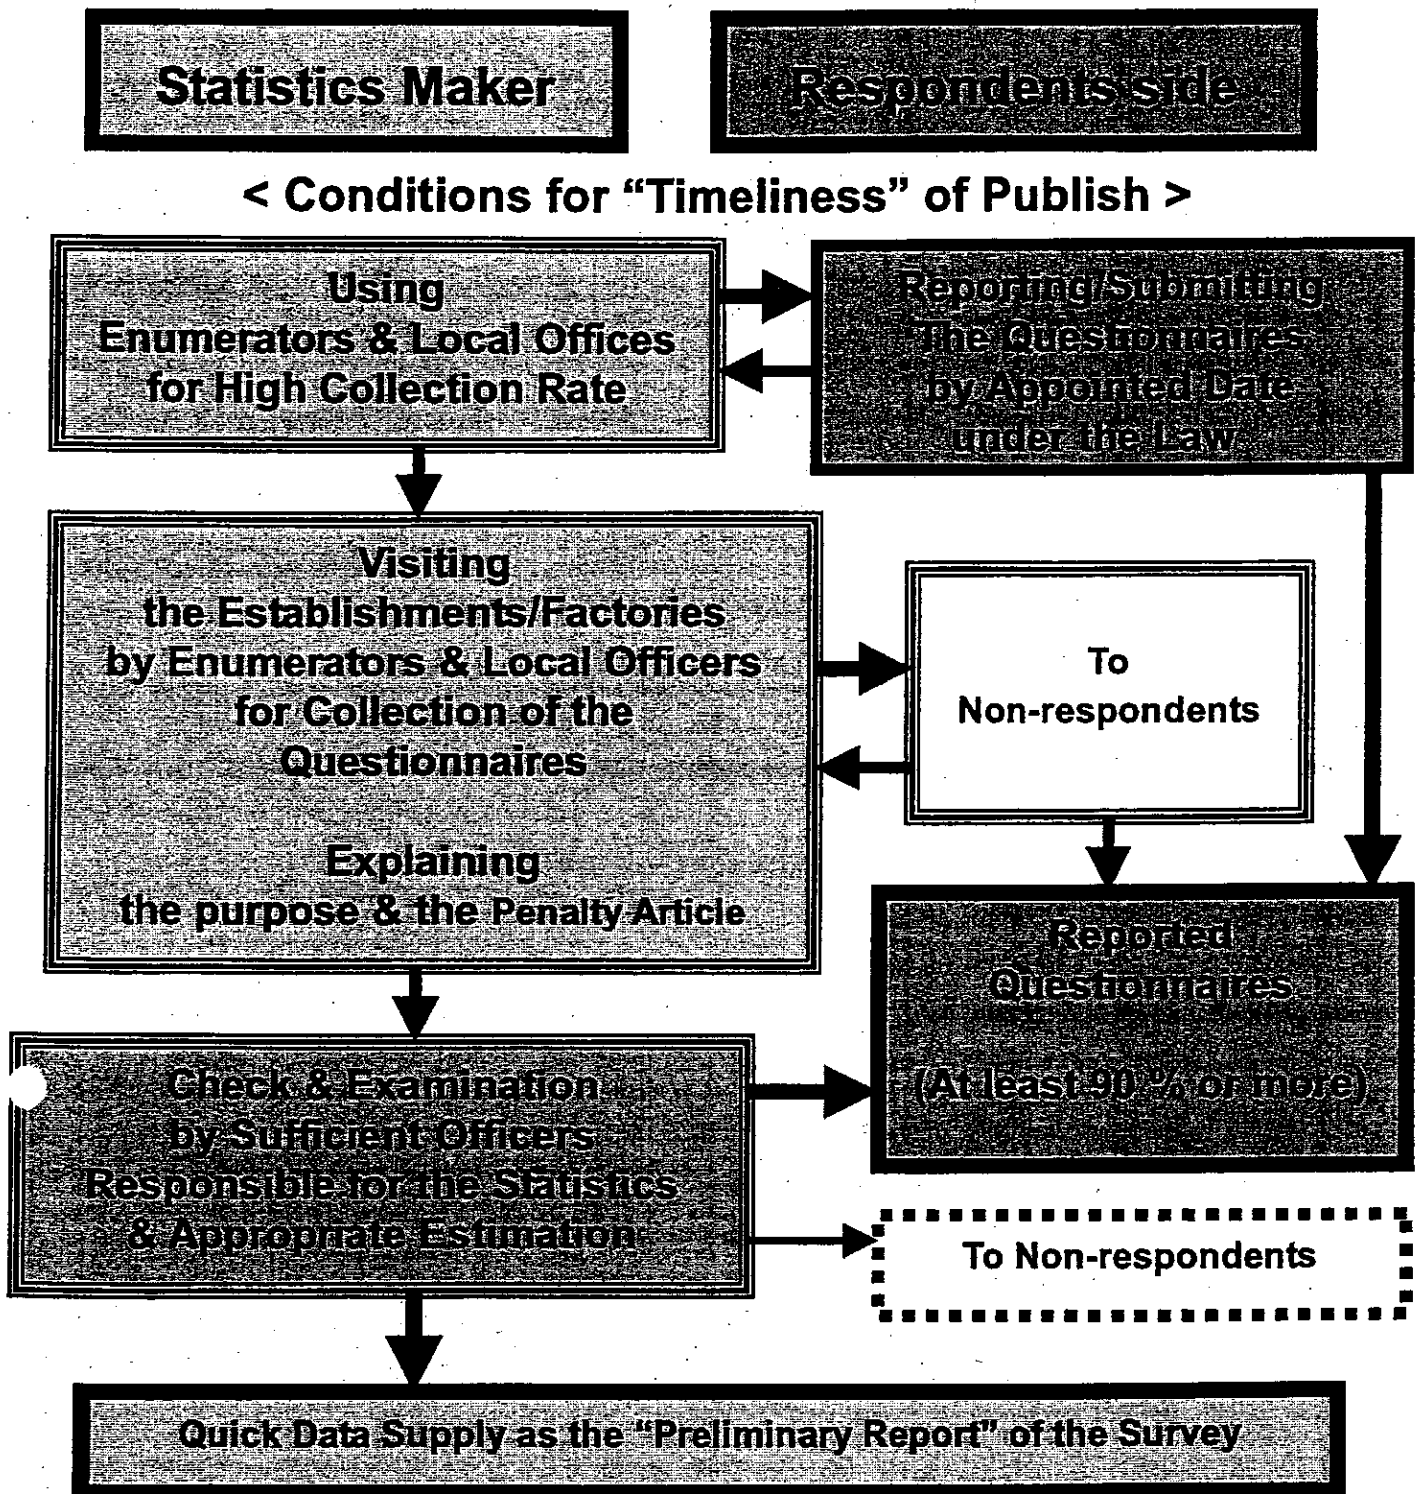 Statistics Maker
Respondents side
< Conditions for “Timeliness” of Publish >
Using
Enumerators & Local Offices
for High Collection Rate
Reporting/Submitting
The Questionnaires
by Appointed Date
under the Law
Visiting
the Establishments/Factories
by Enumerators & Local Officers
for Collection of the
Questionnaires
Explaining
the purpose & the Penalty Article
To
Non-respondents
Reported
Questionnaires
(At least 90 % or more)
Check & Examination
by Sufficient Officers
Responsible for the Statistics
& Appropriate Estimation
To Non-respondents
Quick Data Supply as the “Preliminary Report” of the Survey